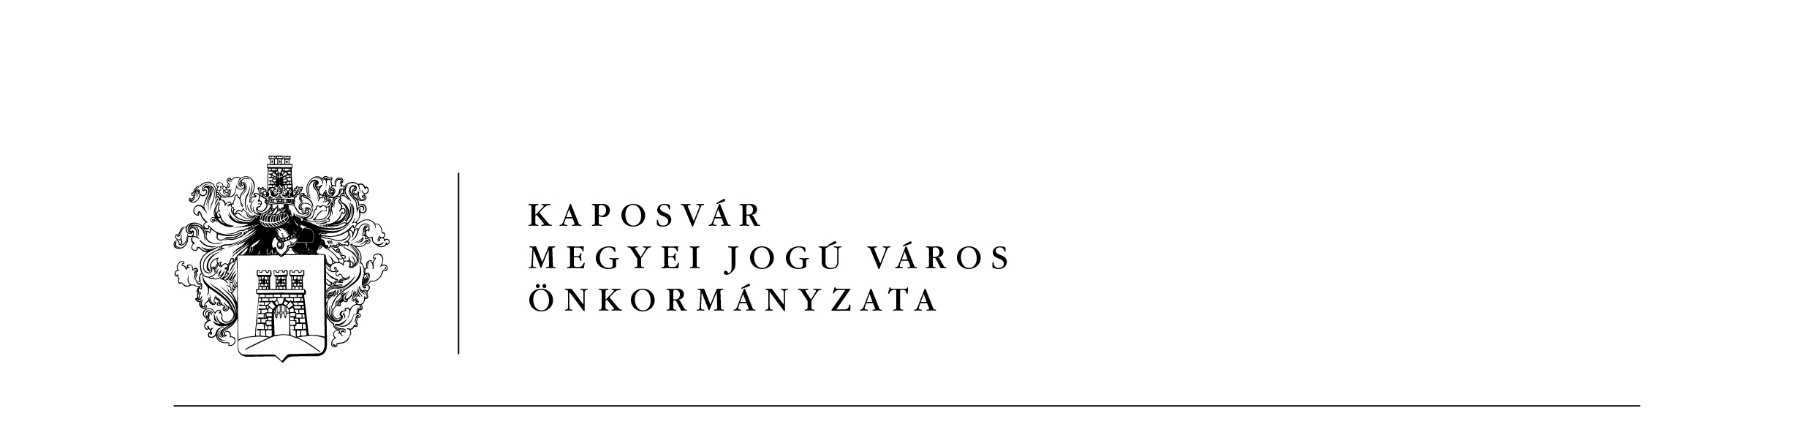 KAPOSVÁR
MEGYEI JOGÚ VÁROS
ÖNKORMÁNYZATA